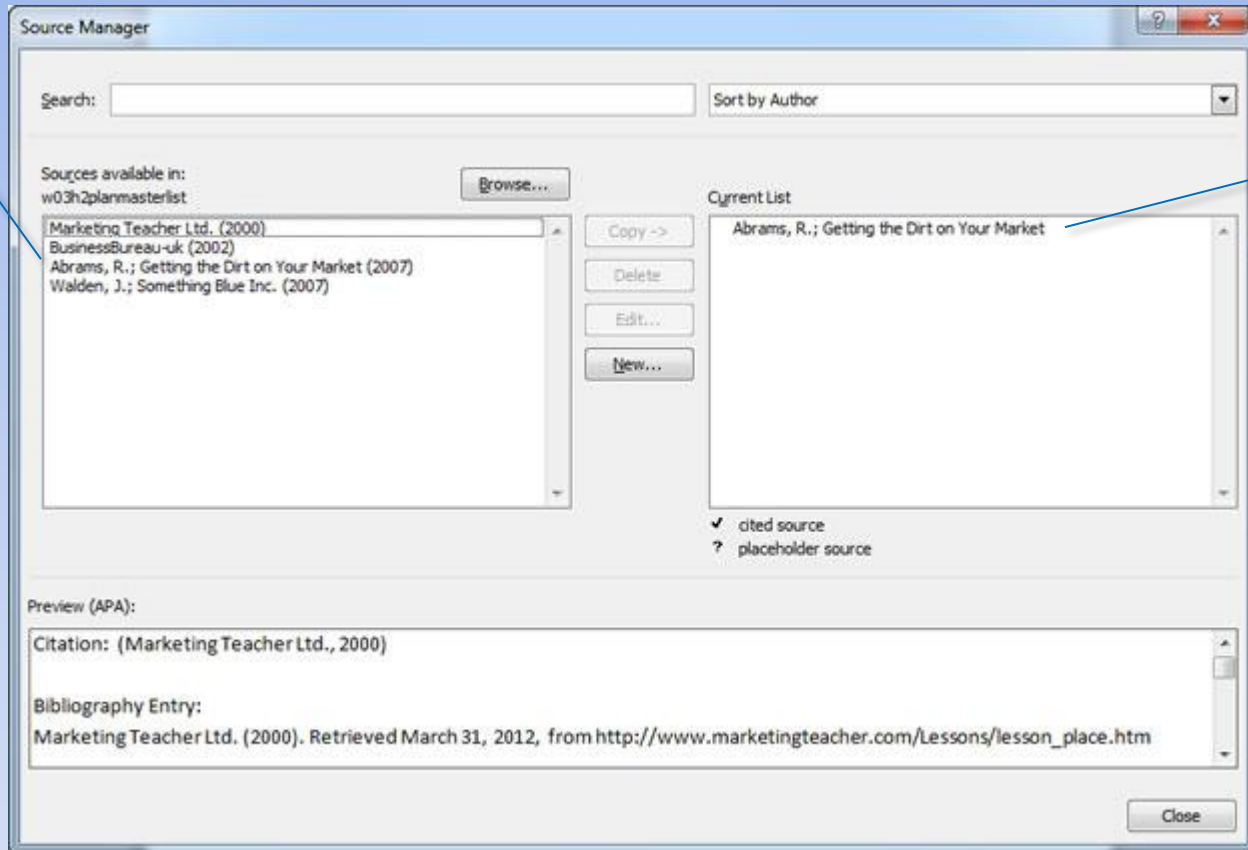 Source Manager
?
Search:
Sort by Author
Sources available in:
w03h2planmasterlist
Browse...
Marketing Teacher Ltd. (2000)
BusinessBureau-uk (2002)
Abrams, R.; Getting the Dirt on Your Market (2007)
Walden, J.; Something Blue Inc. (2007)
Copy ->
Delete
Edit...
New...
Current List
Abrams, R.; Getting the Dirt on Your Market
✓ cited source
? placeholder source
Preview (APA):
Citation: (Marketing Teacher Ltd., 2000)
Bibliography Entry:
Marketing Teacher Ltd. (2000). Retrieved March 31, 2012, from http://www.marketingteacher.com/Lessons/lesson_place.htm
Close